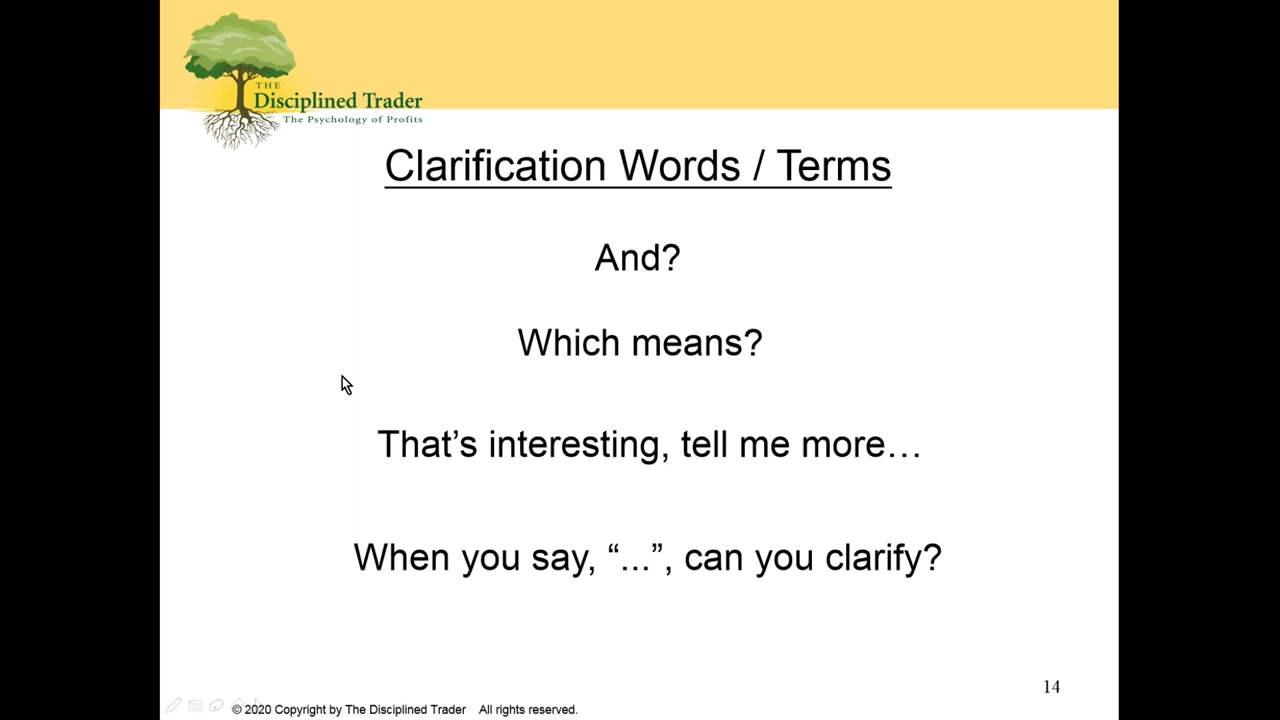 THE
Disciplined Trader
The Psychology of Profits
Clarification Words / Terms
And?
Which means?
That’s interesting, tell me more…
When you say, “...”, can you clarify?
14
© 2020 Copyright by The Disciplined Trader All rights reserved.